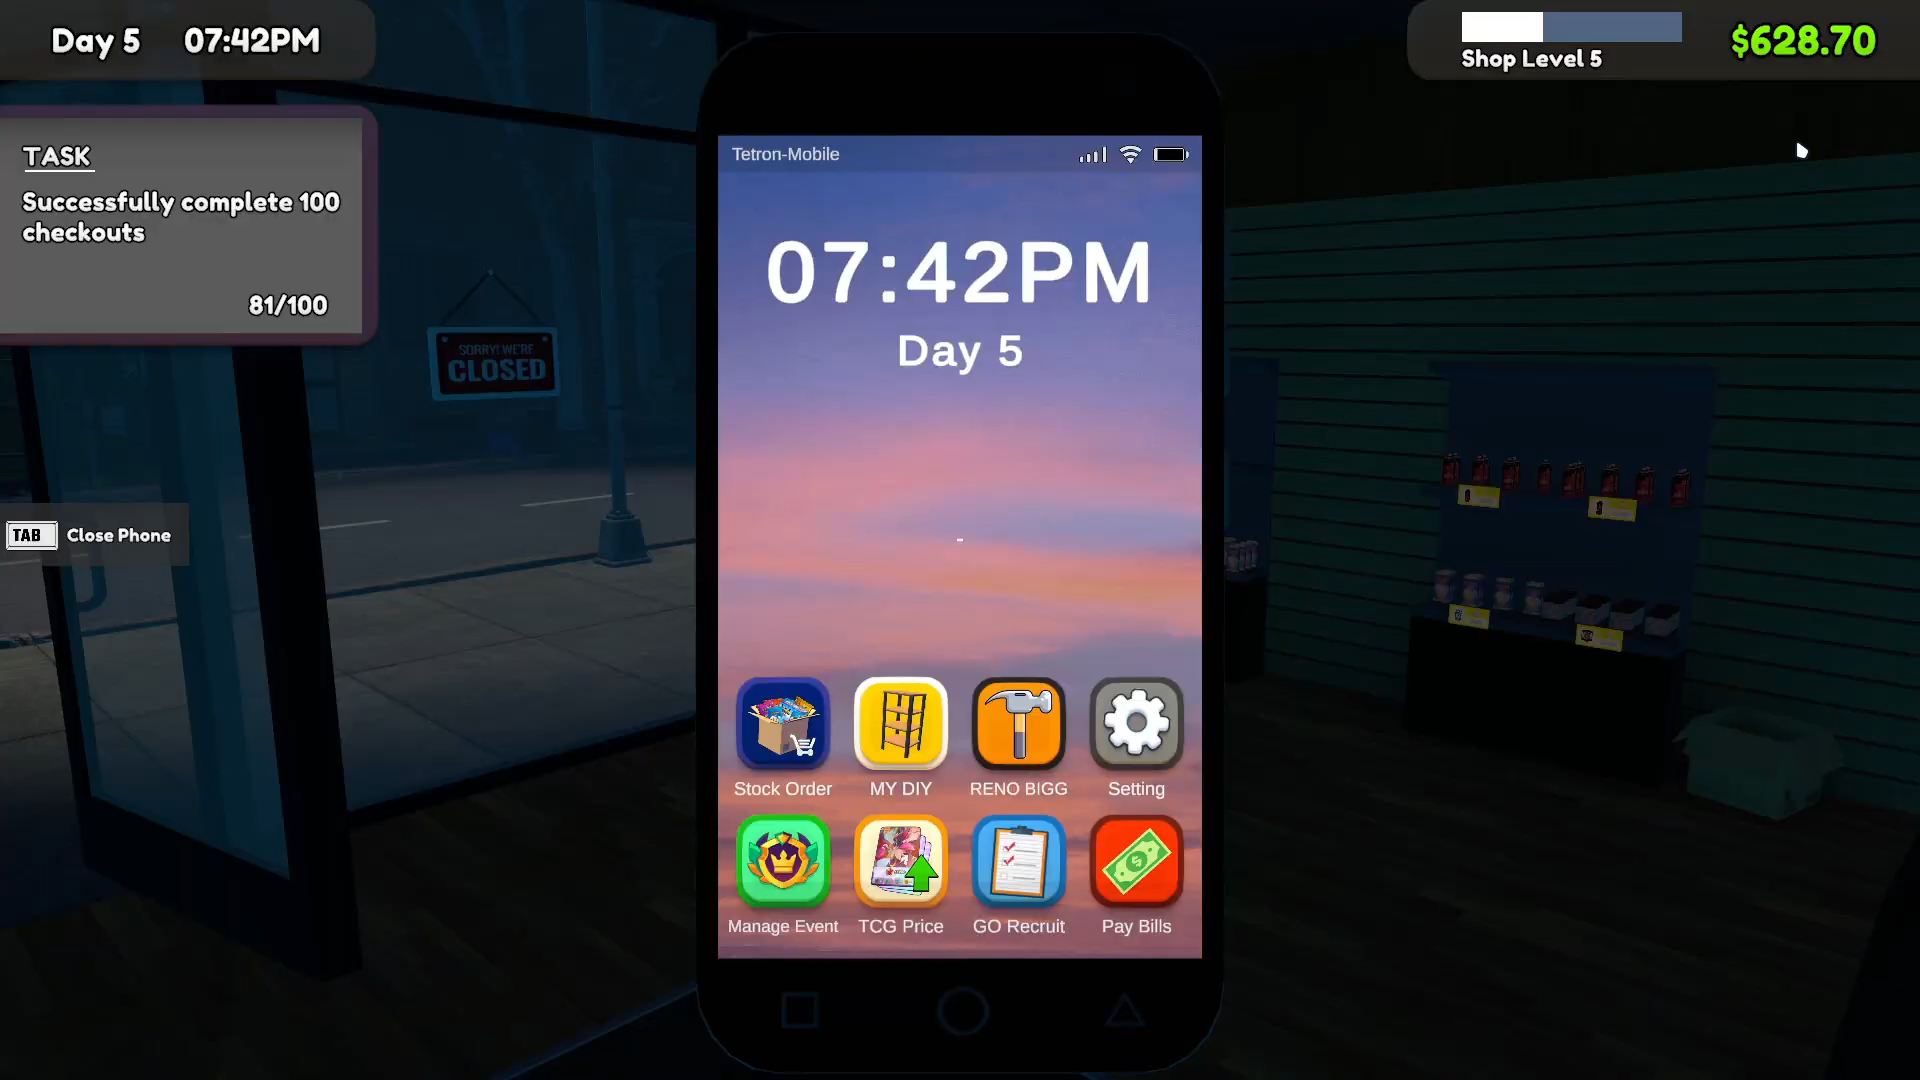 Day 5 07:42PM
Shop Level 5
$628.70
TASK
Successfully complete 100
checkouts
81/100
SORRY! WE'RE
CLOSED
TAB Close Phone
Tetron-Mobile
07:42PM
Day 5
Stock Order MY DIY RENO BIGG Setting
Manage Event TCG Price GO Recruit Pay Bills